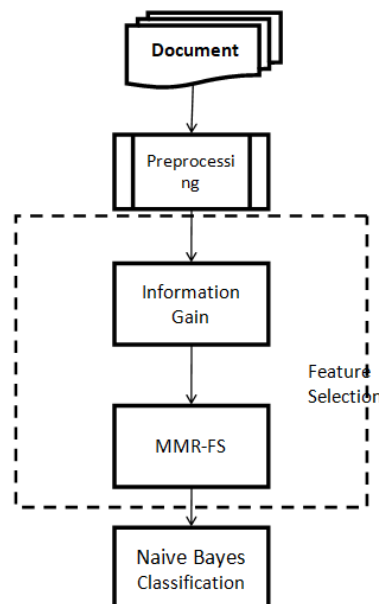 Document
Preprocessi
ng
Information
Gain
Feature
Selection
MMR-FS
Naive Bayes
Classification